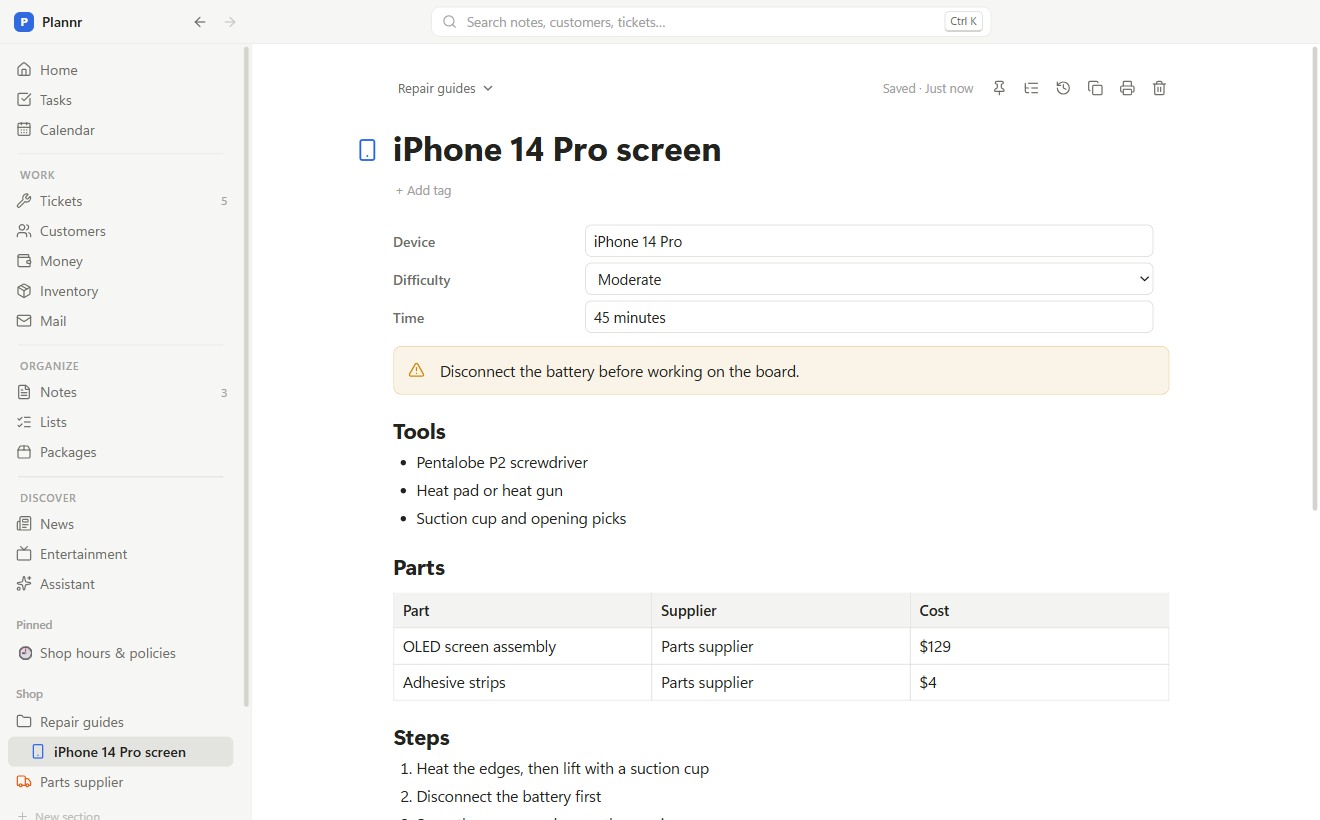 P Plannr
Search notes, customers, tickets...
Ctrl K
Home
Tasks
Calendar
WORK
Tickets 5
Customers
Money
Inventory
Mail
ORGANIZE
Notes 3
Lists
Packages
DISCOVER
News
Entertainment
Assistant
Pinned
Shop hours & policies
Shop
Repair guides
iPhone 14 Pro screen
Parts supplier
+ New section
Repair guides
Saved · Just now
iPhone 14 Pro screen
+ Add tag
Device iPhone 14 Pro
Difficulty Moderate
Time 45 minutes
Disconnect the battery before working on the board.
Tools
• Pentalobe P2 screwdriver
• Heat pad or heat gun
• Suction cup and opening picks
Parts
Part Supplier Cost
OLED screen assembly Parts supplier $129
Adhesive strips Parts supplier $4
Steps
1. Heat the edges, then lift with a suction cup
2. Disconnect the battery first